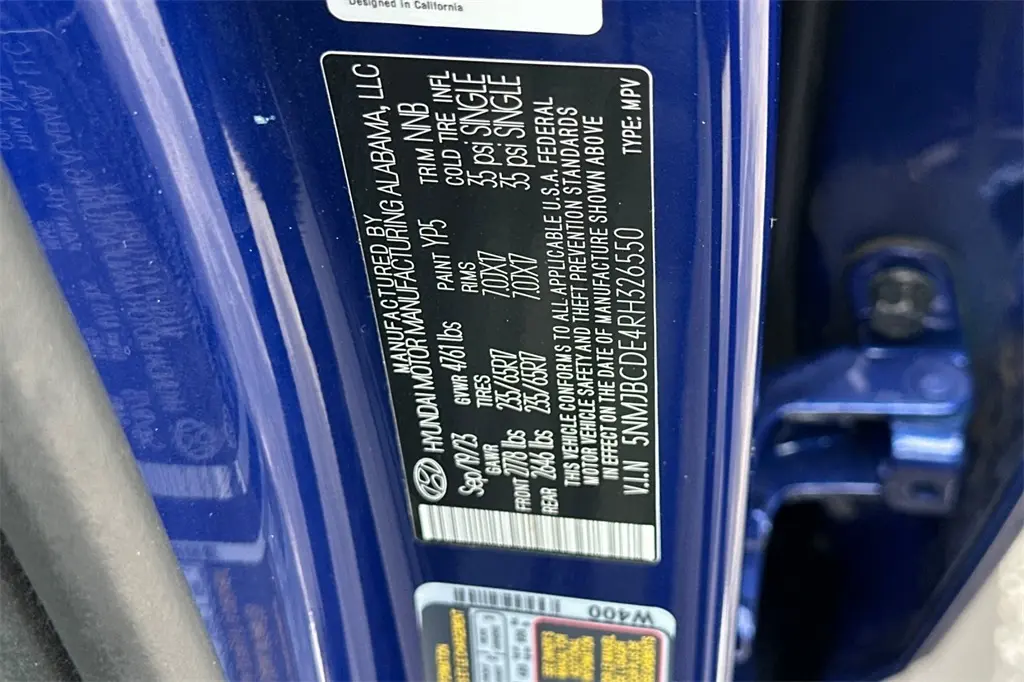 Designed in California
MANUFACTURED BY
HYUNDAI MOTOR MANUFACTURING ALABAMA, LLC
Sep/19/23 GVWR 4761 lbs PAINT YP5 TRIM NNB
GAWR TIRES RIMS COLD TIRE INFL
FRONT 2778 lbs 235/65R17 7.0JX17 35 psi SINGLE
REAR 2646 lbs 235/65R17 7.0JX17 35 psi SINGLE
THIS VEHICLE CONFORMS TO ALL APPLICABLE U.S.A. FEDERAL
MOTOR VEHICLE SAFETY AND THEFT PREVENTION STANDARDS
IN EFFECT ON THE DATE OF MANUFACTURE SHOWN ABOVE
V.I.N 5NMJBCDE4RH326550 TYPE: MPV
W400